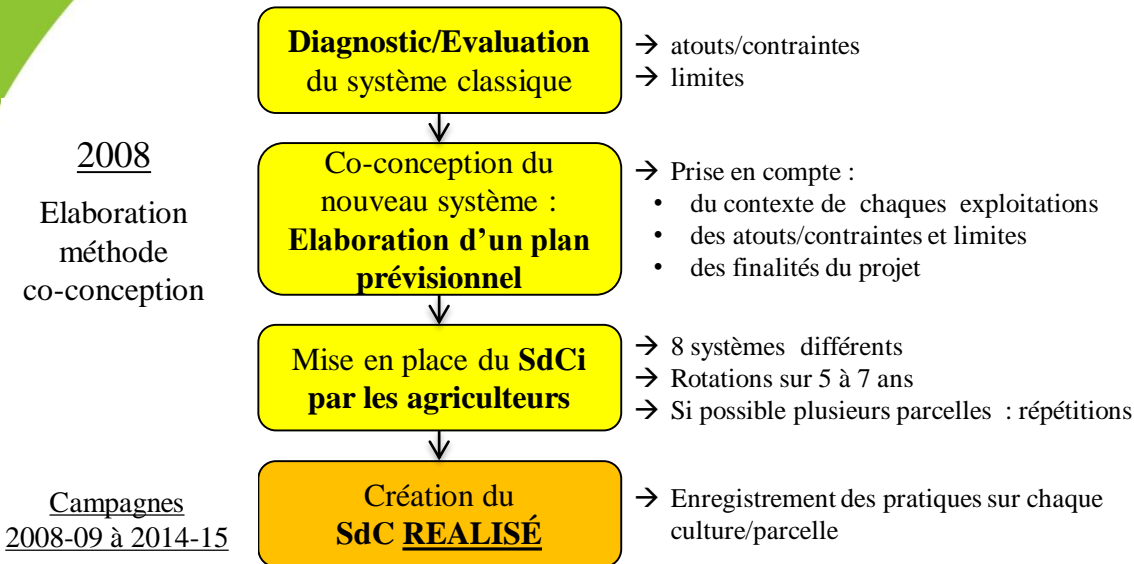 Diagnostic/Evaluation
du système classique
→ atouts/contraintes
→ limites
2008
Elaboration
méthode
co-conception
Co-conception du
nouveau système :
Elaboration d'un plan
prévisionnel
→ Prise en compte :
• du contexte de chaques exploitations
• des atouts/contraintes et limites
• des finalités du projet
Mise en place du SdCi
par les agriculteurs
→ 8 systèmes différents
→ Rotations sur 5 à 7 ans
→ Si possible plusieurs parcelles : répétitions
Campagnes
2008-09 à 2014-15
Création du
SdC REALISÉ
→ Enregistrement des pratiques sur chaque
culture/parcelle